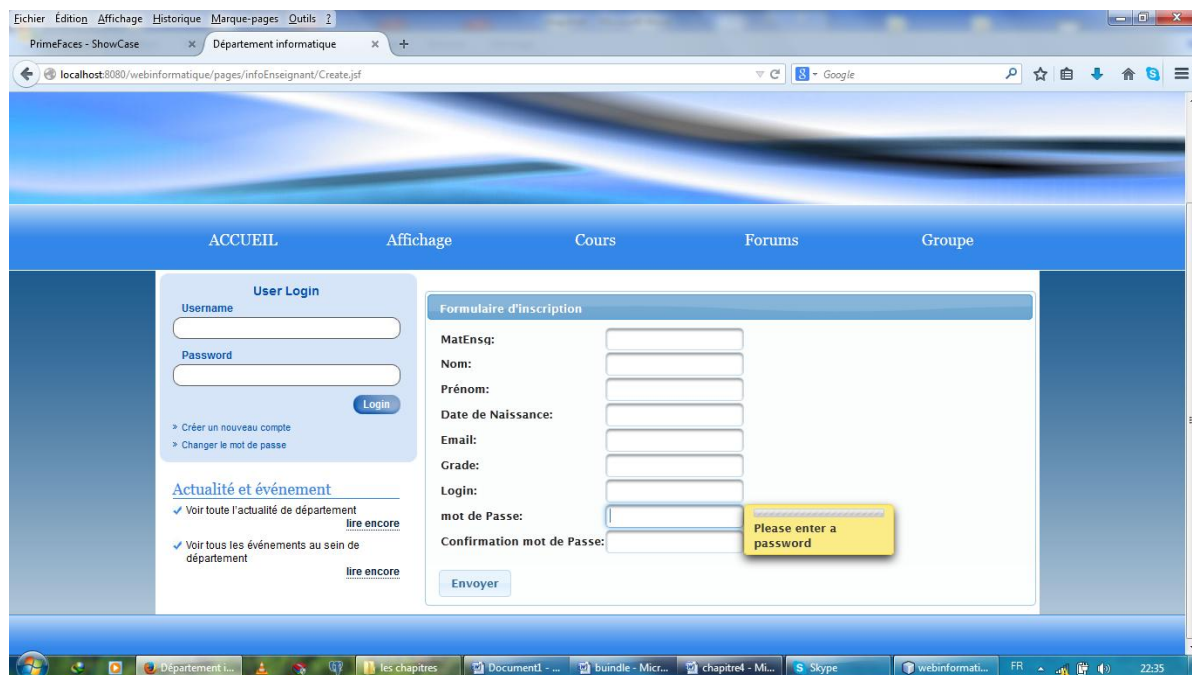 Fichier Édition Affichage Historique Marque-pages Outils ?
PrimeFaces - ShowCase
Département informatique
localhost:8080/webinformatique/pages/infoEnseignant/Create.jsf
Google
ACCUEIL Affichage Cours Forums Groupe
User Login
Username
Password
Login
» Créer un nouveau compte
» Changer le mot de passe
Actualité et événement
Voir toute l'actualité de département
lire encore
Voir tous les événements au sein de
département
lire encore
Formulaire d'inscription
MatEnsg:
Nom:
Prénom:
Date de Naissance:
Email:
Grade:
Login:
mot de Passe:
Please enter a
password
Confirmation mot de Passe:
Envoyer
Département i... les chapitres Document1 - ... buindle - Micr... chapitre4 - Mi... Skype webinformati... FR 22:35